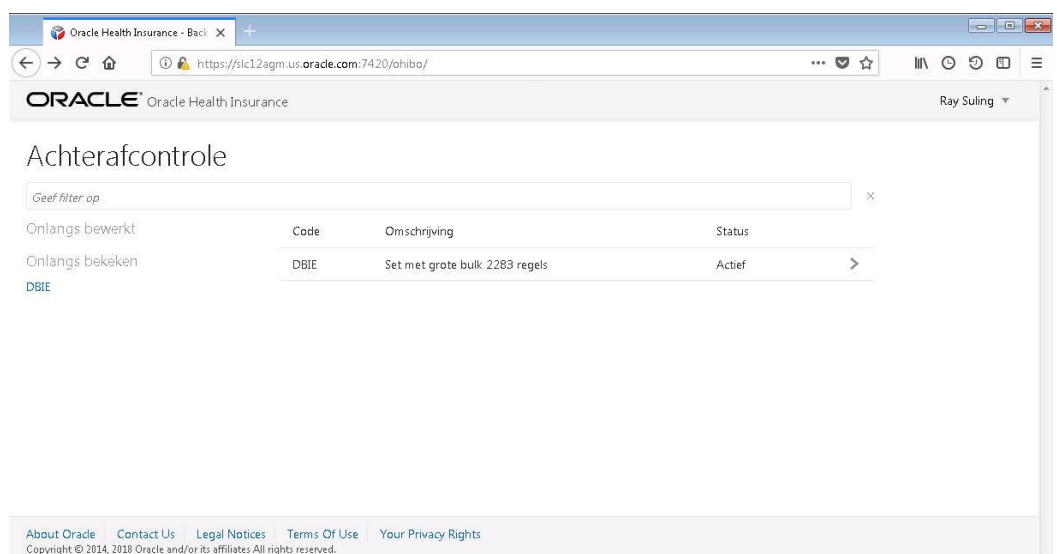 Oracle Health Insurance - Back
https://slc12agm.us.oracle.com:7420/ohibo/
ORACLE® Oracle Health Insurance
Ray Suling
Achterafcontrole
Geef filter op
Onlangs bewerkt
Code Omschrijving Status
Onlangs bekeken
DBIE Set met grote bulk 2283 regels Actief
DBIE
About Oracle Contact Us Legal Notices Terms Of Use Your Privacy Rights
Copyright © 2014, 2018 Oracle and/or its affiliates All rights reserved.